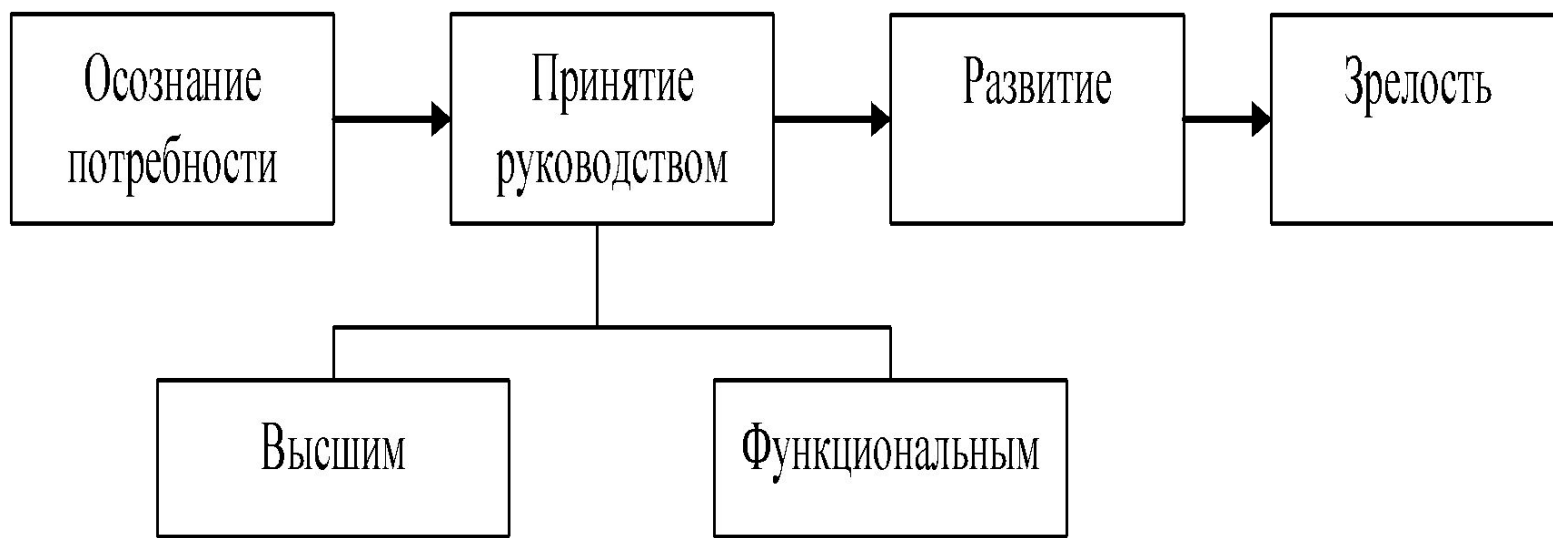 Осознание
потребности
Принятие
руководством
Развитие
Зрелость
Высшим
Функциональным